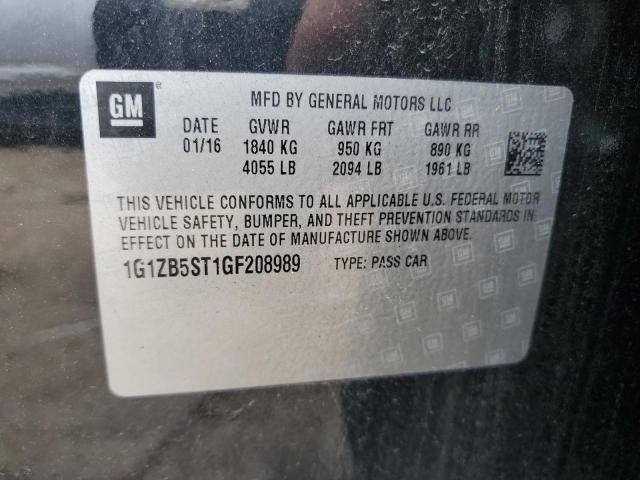 GM
MFD BY GENERAL MOTORS LLC
DATE GVWR GAWR FRT GAWR RR
01/16 1840 KG 950 KG 890 KG
4055 LB 2094 LB 1961 LB
THIS VEHICLE CONFORMS TO ALL APPLICABLE U.S. FEDERAL MOTOR
VEHICLE SAFETY, BUMPER, AND THEFT PREVENTION STANDARDS IN
EFFECT ON THE DATE OF MANUFACTURE SHOWN ABOVE.
1G1ZB5ST1GF208989 TYPE: PASS CAR